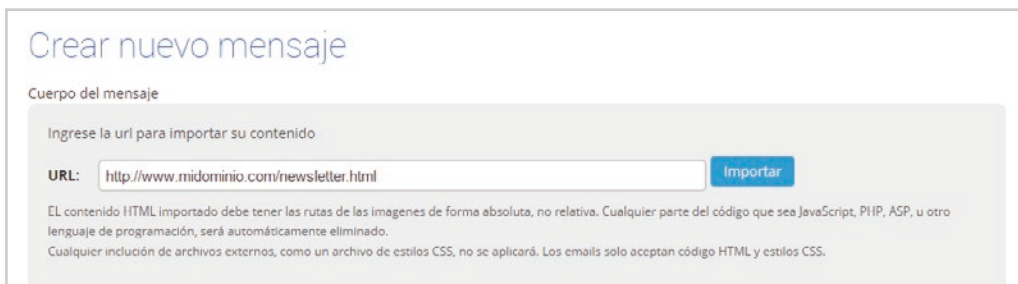 Crear nuevo mensaje
Cuerpo del mensaje
Ingrese la url para importar su contenido
URL: http://www.midominio.com/newsletter.html Importar
EL contenido HTML importado debe tener las rutas de las imagenes de forma absoluta, no relativa. Cualquier parte del código que sea JavaScript, PHP, ASP, u otro
lenguaje de programación, será automáticamente eliminado.
Cualquier inclución de archivos externos, como un archivo de estilos CSS, no se aplicará. Los emails solo aceptan código HTML y estilos CSS.